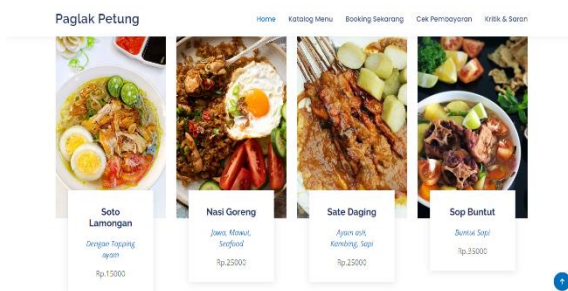 Paglak Petung
Home Katalog Menu Booking Sekarang Cek Pembayaran Kritik & Saran
Soto
Lamongan
Dengan Topping
ayam
Rp.15000
Nasi Goreng
Jawa, Mawut,
Seafood
Rp.25000
Sate Daging
Ayam asli,
Kambing, Sapi
Rp.25000
Sop Buntut
Buntut Sapi
Rp.35000